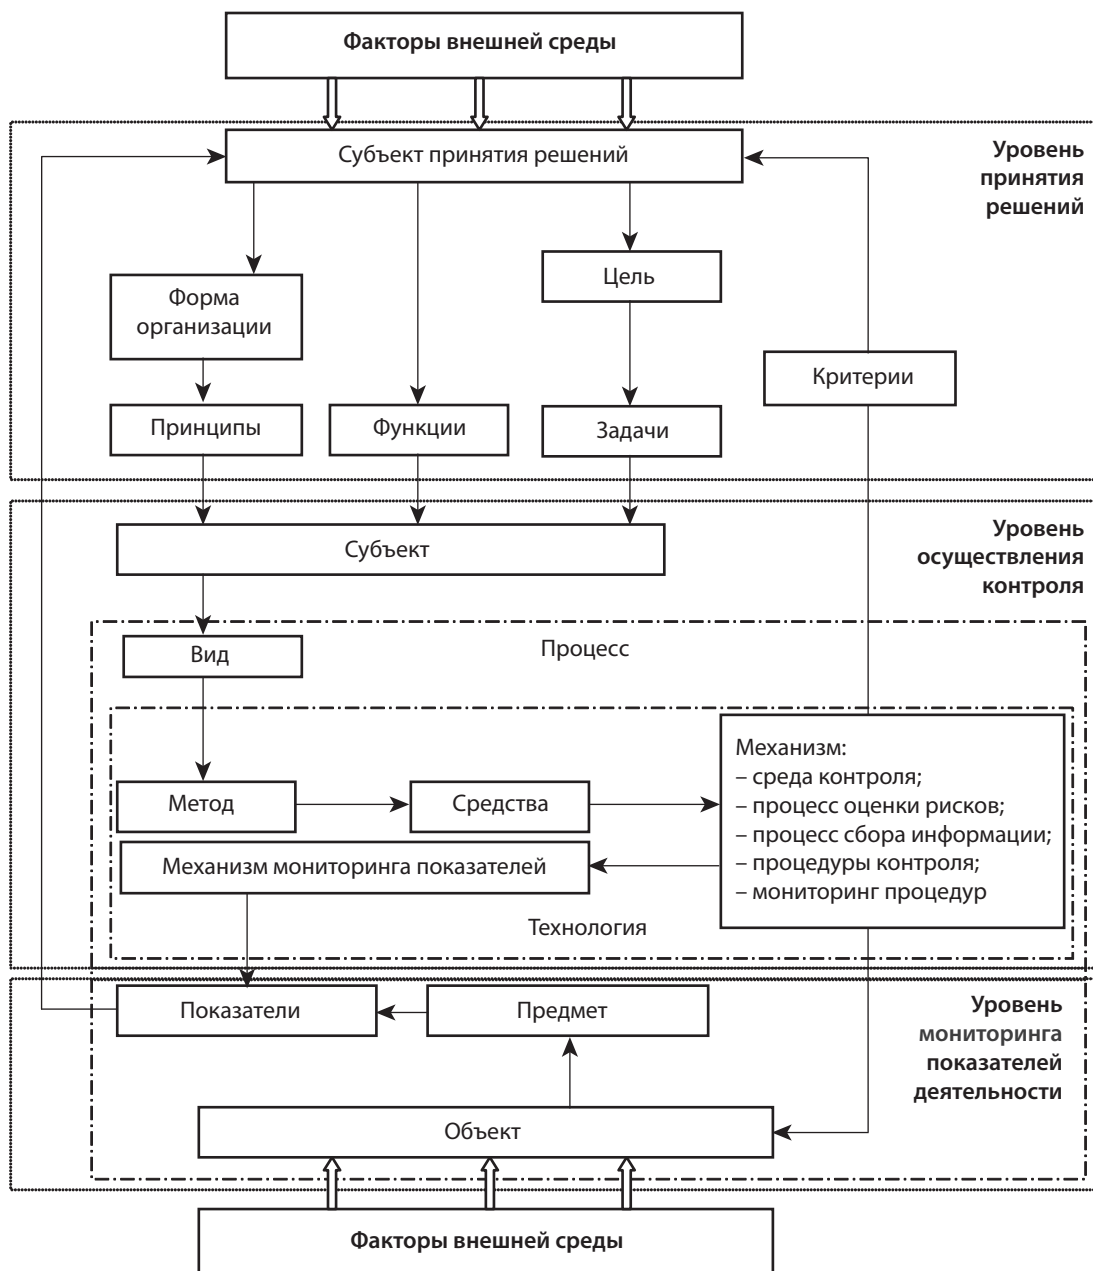 Факторы внешней среды
Субъект принятия решений
Уровень
принятия
решений
Форма
организации
Цель
Критерии
Принципы
Функции
Задачи
Субъект
Уровень
осуществления
контроля
Вид
Процесс
Механизм:
– среда контроля;
– процесс оценки рисков;
– процесс сбора информации;
– процедуры контроля;
– мониторинг процедур
Метод
Средства
Механизм мониторинга показателей
Технология
Показатели
Предмет
Уровень
мониторинга
показателей
деятельности
Объект
Факторы внешней среды